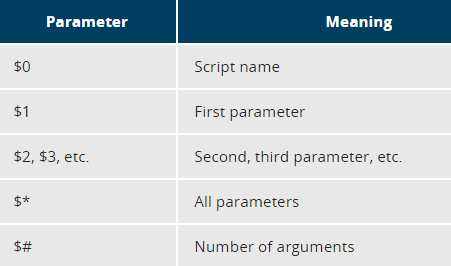 Parameter Meaning
$0 Script name
$1 First parameter
$2, $3, etc. Second, third parameter, etc.
$* All parameters
$# Number of arguments